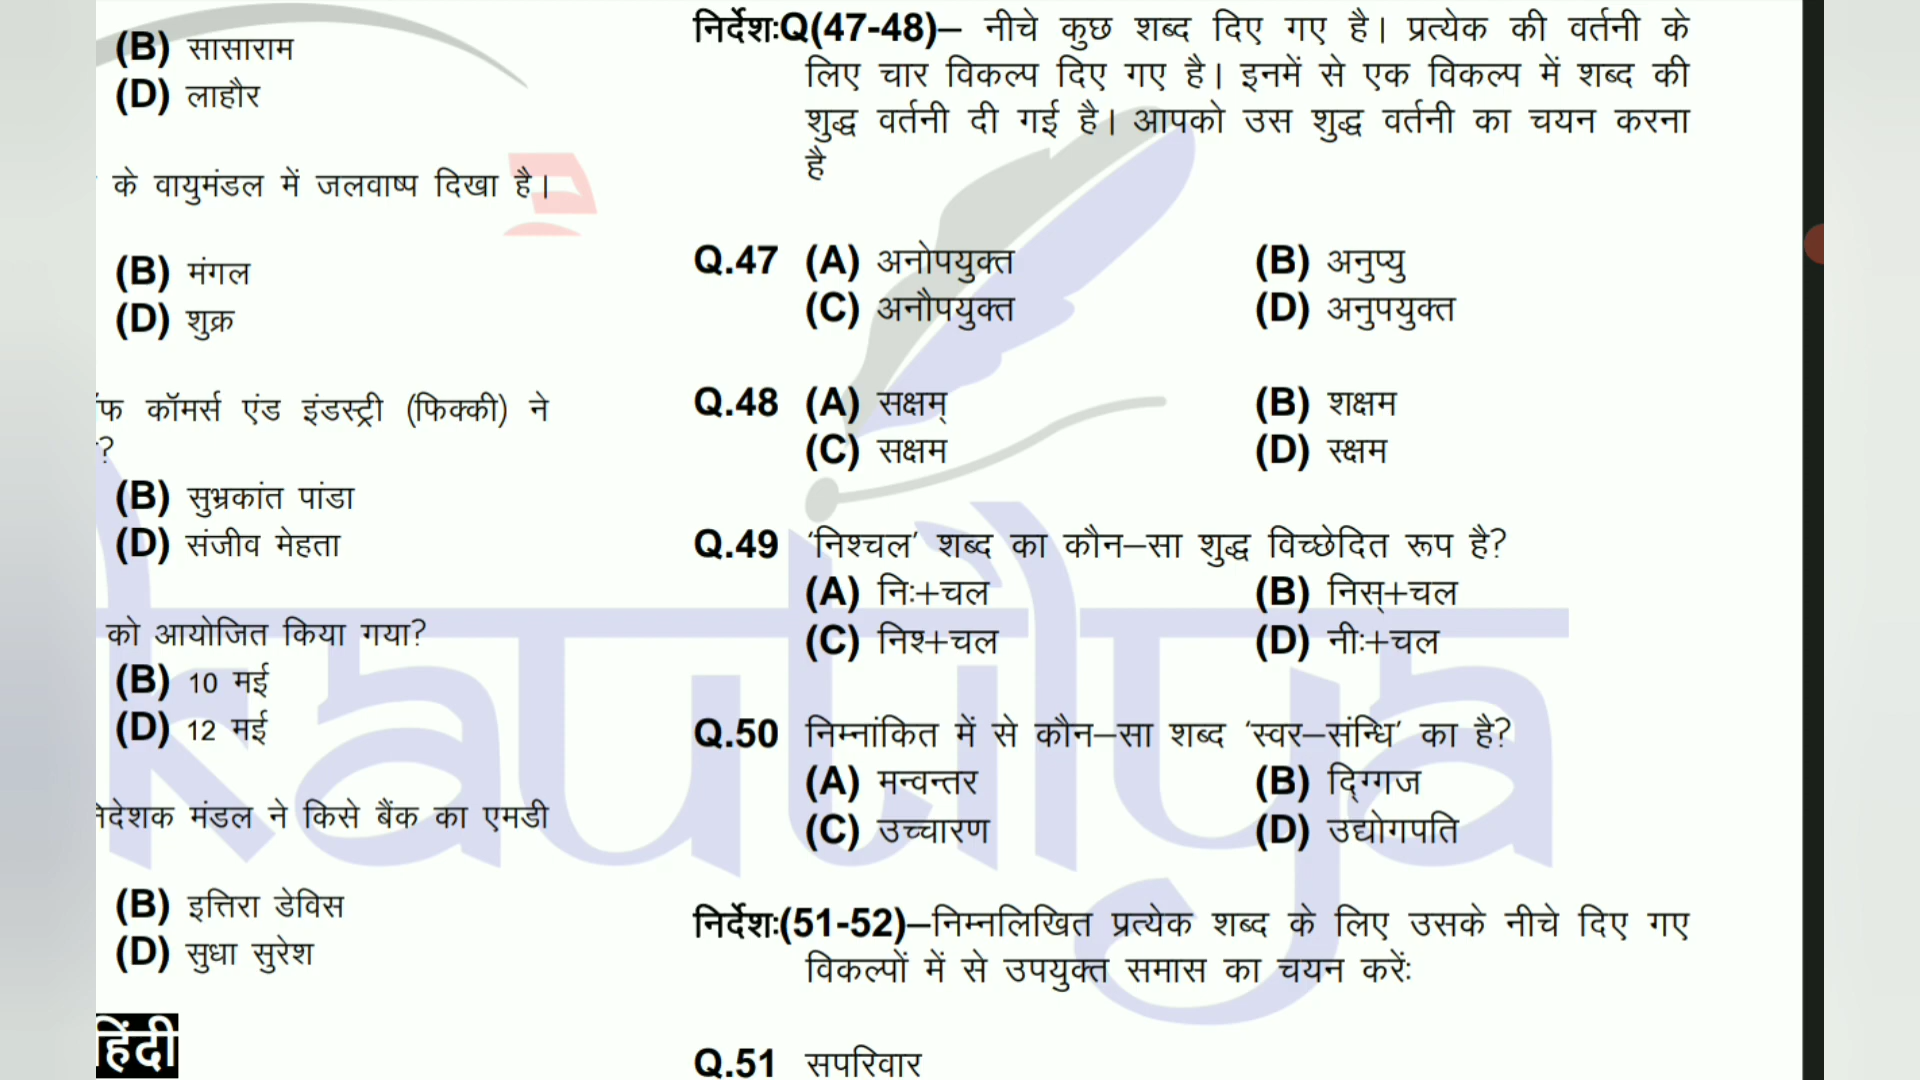 (B) सासाराम
(D) लाहौर
के वायुमंडल में जलवाष्प दिखा है।
(B) मंगल
(D) शुक्र
ॉफ कॉमर्स एंड इंडस्ट्री (फिक्की) ने
?
(B) सुभ्रकांत पांडा
(D) संजीव मेहता
को आयोजित किया गया?
(B) 10 मई
(D) 12 मई
निदेशक मंडल ने किसे बैंक का एमडी
(B) इत्तिरा डेविस
(D) सुधा सुरेश
हिंदी
निर्देशःQ(47-48)– नीचे कुछ शब्द दिए गए है। प्रत्येक की वर्तनी के
लिए चार विकल्प दिए गए है। इनमें से एक विकल्प में शब्द की
शुद्ध वर्तनी दी गई है। आपको उस शुद्ध वर्तनी का चयन करना
है
Q.47 (A) अनोपयुक्त (B) अनुप्यु
(C) अनौपयुक्त (D) अनुपयुक्त
Q.48 (A) सक्षम् (B) शक्षम
(C) सक्षम (D) स्क्षम
Q.49 ‘निश्चल’ शब्द का कौन–सा शुद्ध विच्छेदित रूप है?
(A) निः+चल (B) निस्+चल
(C) निश+चल (D) नीः+चल
Q.50 निम्नांकित में से कौन–सा शब्द ‘स्वर–संन्धि’ का है?
(A) मन्वन्तर (B) दि्ग्गज
(C) उच्चारण (D) उद्योगपति
निर्देशः(51-52)–निम्नलिखित प्रत्येक शब्द के लिए उसके नीचे दिए गए
विकल्पों में से उपयुक्त समास का चयन करेंः
Q.51 सपरिवार
kautilya